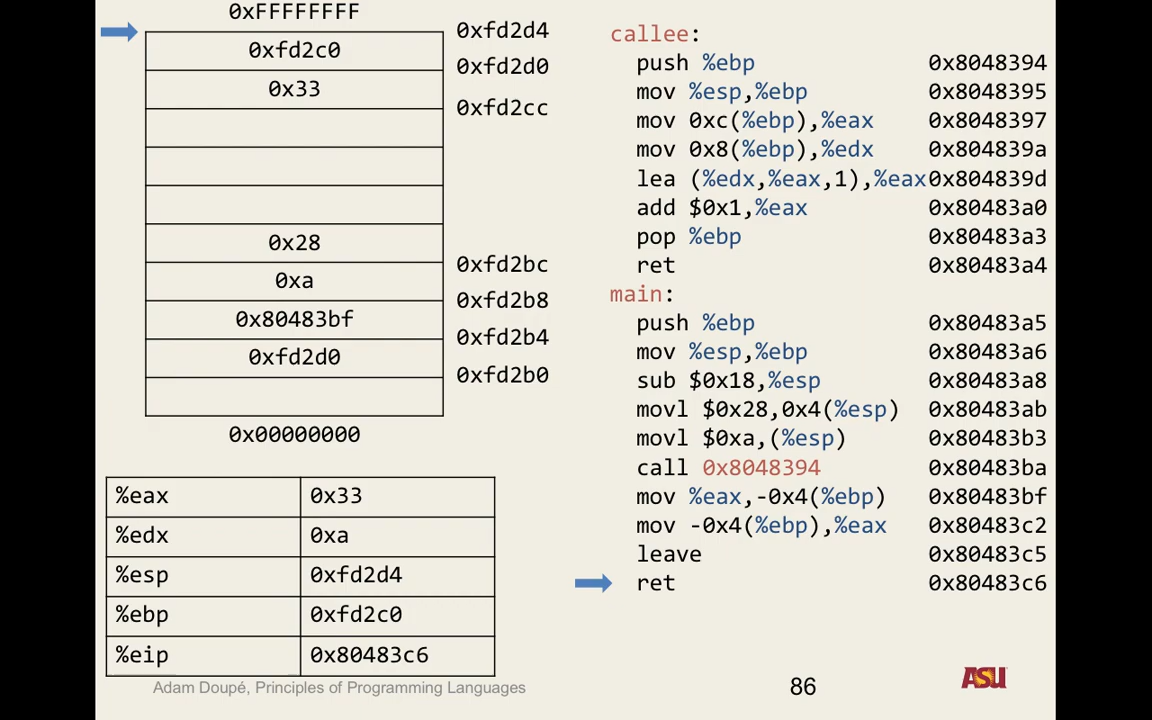 0xFFFFFFFF
0xfd2d4
0xfd2c0
0xfd2d0
0x33
0xfd2cc
0x28
0xfd2bc
0xa
0xfd2b8
0x80483bf
0xfd2b4
0xfd2d0
0xfd2b0
0x00000000
%eax 0x33
%edx 0xa
%esp 0xfd2d4
%ebp 0xfd2c0
%eip 0x80483c6
callee:
push %ebp 0x8048394
mov %esp,%ebp 0x8048395
mov 0xc(%ebp),%eax 0x8048397
mov 0x8(%ebp),%edx 0x804839a
lea (%edx,%eax,1),%eax 0x804839d
add $0x1,%eax 0x80483a0
pop %ebp 0x80483a3
ret 0x80483a4
main:
push %ebp 0x80483a5
mov %esp,%ebp 0x80483a6
sub $0x18,%esp 0x80483a8
movl $0x28,0x4(%esp) 0x80483ab
movl $0xa,(%esp) 0x80483b3
call 0x8048394 0x80483ba
mov %eax,-0x4(%ebp) 0x80483bf
mov -0x4(%ebp),%eax 0x80483c2
leave 0x80483c5
ret 0x80483c6
Adam Doupé, Principles of Programming Languages
86
ASU